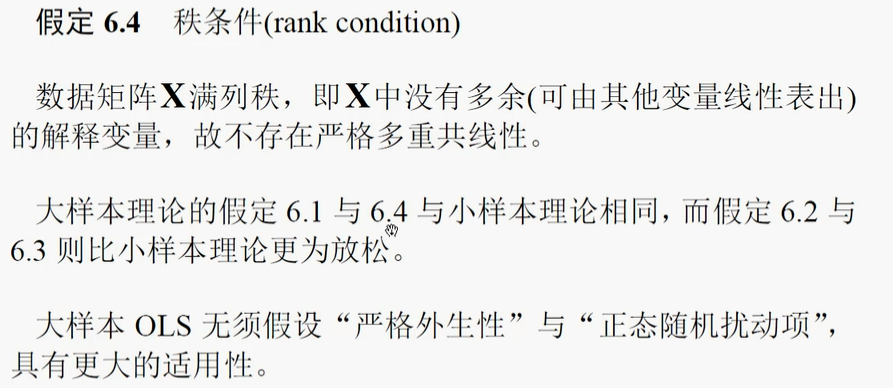 假定 6.4 秩条件(rank condition)
数据矩阵X满列秩，即X中没有多余(可由其他变量线性表出)
的解释变量，故不存在严格多重共线性。
大样本理论的假定 6.1 与 6.4 与小样本理论相同，而假定 6.2 与
6.3 则比小样本理论更为放松。
大样本 OLS 无须假设“严格外生性”与“正态随机扰动项”，
具有更大的适用性。